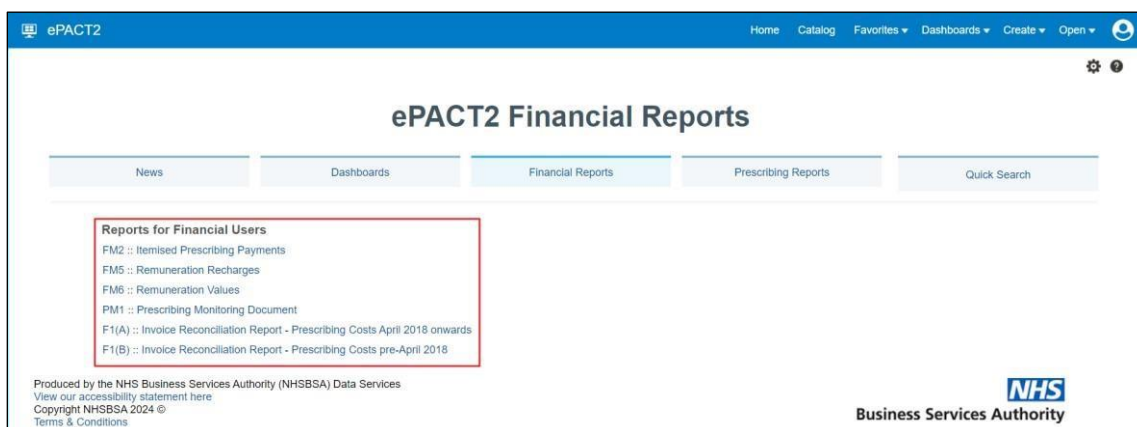 ePACT2
Home Catalog Favorites Dashboards Create Open
ePACT2 Financial Reports
News Dashboards Financial Reports Prescribing Reports Quick Search
Reports for Financial Users
FM2 :: Itemised Prescribing Payments
FM5 :: Remuneration Recharges
FM6 :: Remuneration Values
PM1 :: Prescribing Monitoring Document
F1(A) :: Invoice Reconciliation Report - Prescribing Costs April 2018 onwards
F1(B) :: Invoice Reconciliation Report - Prescribing Costs pre-April 2018
Produced by the NHS Business Services Authority (NHSBSA) Data Services
View our accessibility statement here
Copyright NHSBSA 2024 ©
Terms & Conditions
NHS
Business Services Authority